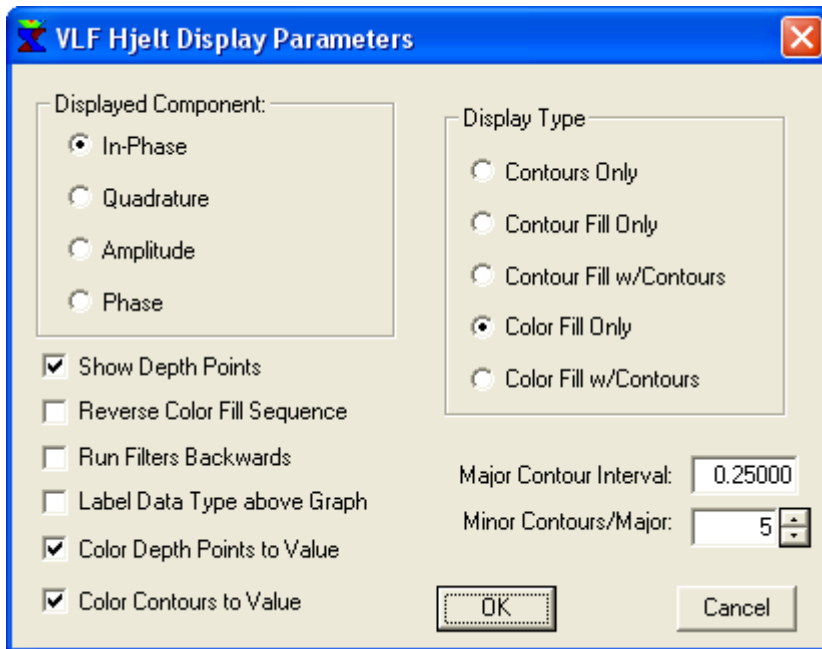 VLF Hjelt Display Parameters
Displayed Component:
In-Phase
Quadrature
Amplitude
Phase
Show Depth Points
Reverse Color Fill Sequence
Run Filters Backwards
Label Data Type above Graph
Color Depth Points to Value
Color Contours to Value
Display Type
Contours Only
Contour Fill Only
Contour Fill w/Contours
Color Fill Only
Color Fill w/Contours
Major Contour Interval: 0.25000
Minor Contours/Major: 5
OK
Cancel